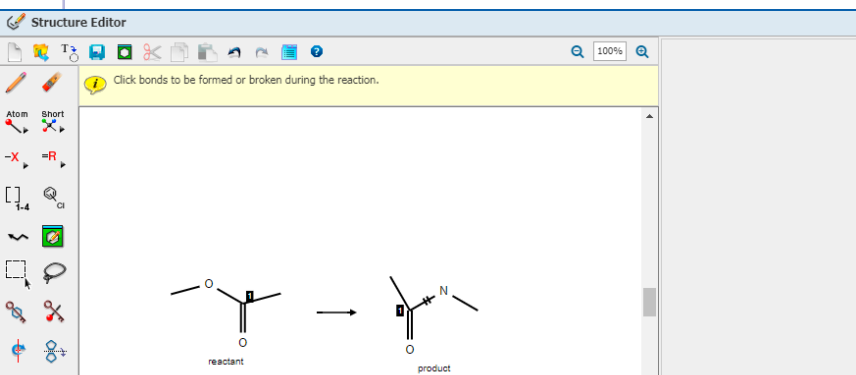 Structure Editor
T
100%
Click bonds to be formed or broken during the reaction.
Atom
Short
-X
=R
[ ]
1-4
Cl
O
1
O
reactant
N
1
O
product